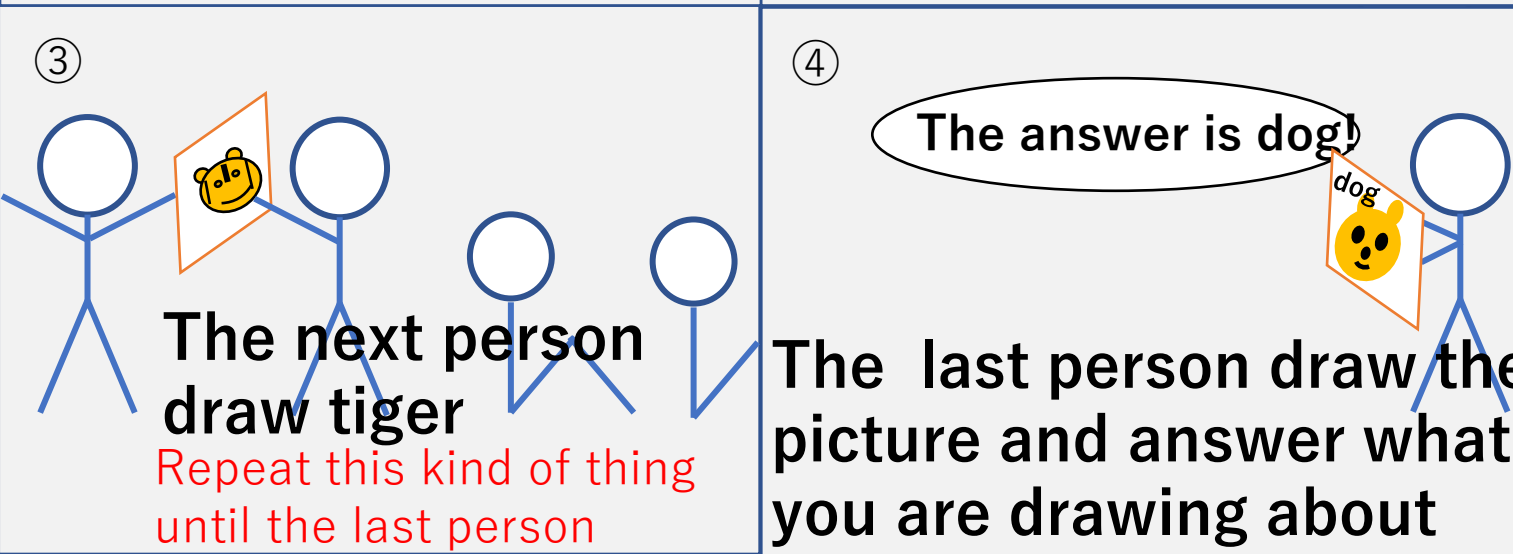 ③
The next person
draw tiger
Repeat this kind of thing
until the last person
④
The answer is dog!
dog
The last person draw the
picture and answer what
you are drawing about